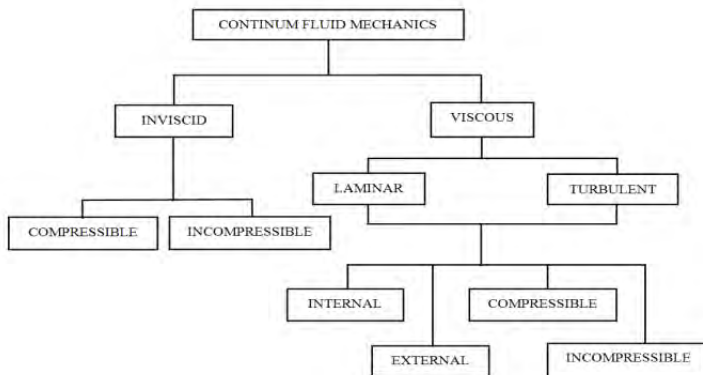 CONTINUM FLUID MECHANICS
INVISCID
VISCOUS
LAMINAR
TURBULENT
COMPRESSIBLE
INCOMPRESSIBLE
INTERNAL
COMPRESSIBLE
EXTERNAL
INCOMPRESSIBLE